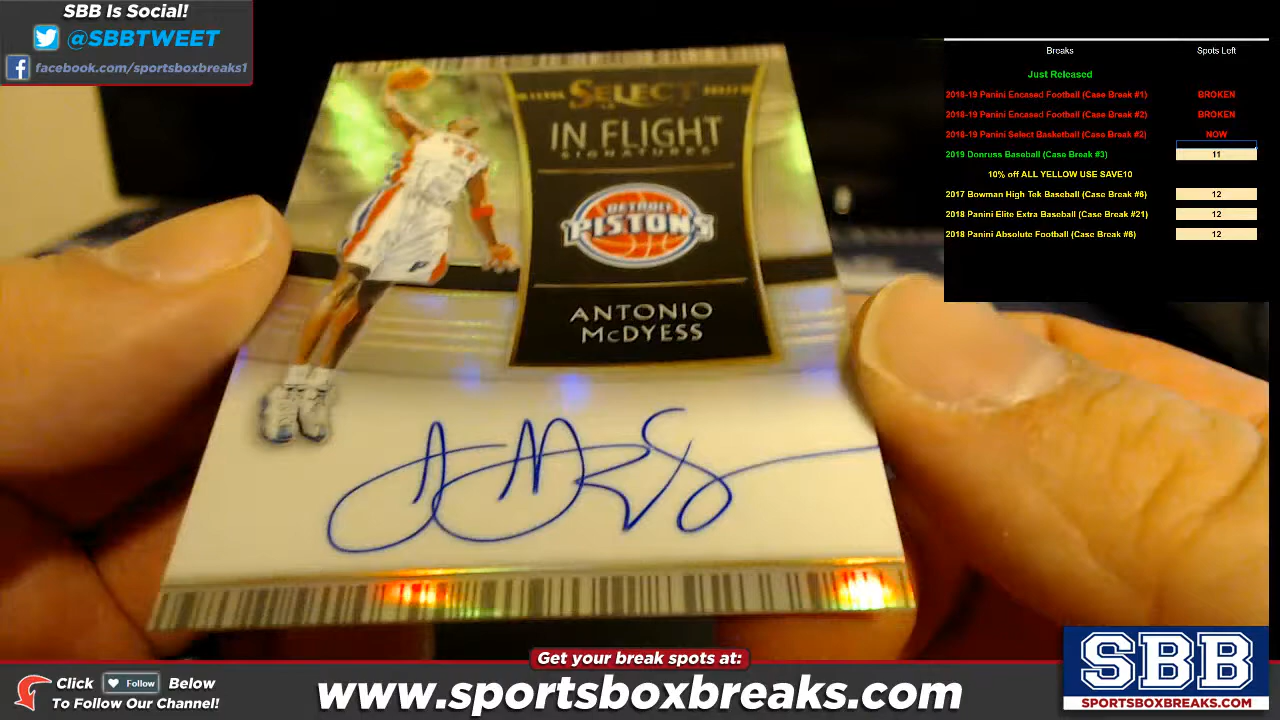 SBB Is Social!
@SBBTWEET
facebook.com/sportsboxbreaks1
SELECT
IN FLIGHT
SIGNATURES
DETROIT
PISTONS
ANTONIO
McDYESS
Breaks Spots Left
Just Released
2018-19 Panini Encased Football (Case Break #1) BROKEN
2018-19 Panini Encased Football (Case Break #2) BROKEN
2018-19 Panini Select Basketball (Case Break #2) NOW
2019 Donruss Baseball (Case Break #3) 11
10% off ALL YELLOW USE SAVE10
2017 Bowman High Tek Baseball (Case Break #6) 12
2018 Panini Elite Extra Baseball (Case Break #21) 12
2018 Panini Absolute Football (Case Break #6) 12
Get your break spots at:
www.sportsboxbreaks.com
Click Follow Below
To Follow Our Channel!
SBB
SPORTSBOXBREAKS.COM